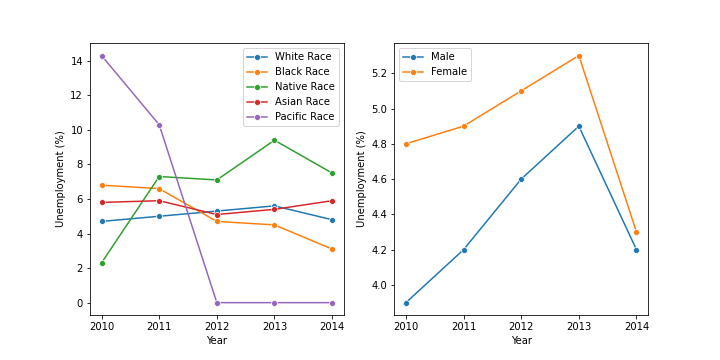 White Race
Black Race
Native Race
Asian Race
Pacific Race
Unemployment (%)
14
12
10
8
6
4
2
0
2010 2011 2012 2013 2014
Year
Male
Female
Unemployment (%)
5.2
5.0
4.8
4.6
4.4
4.2
4.0
2010 2011 2012 2013 2014
Year